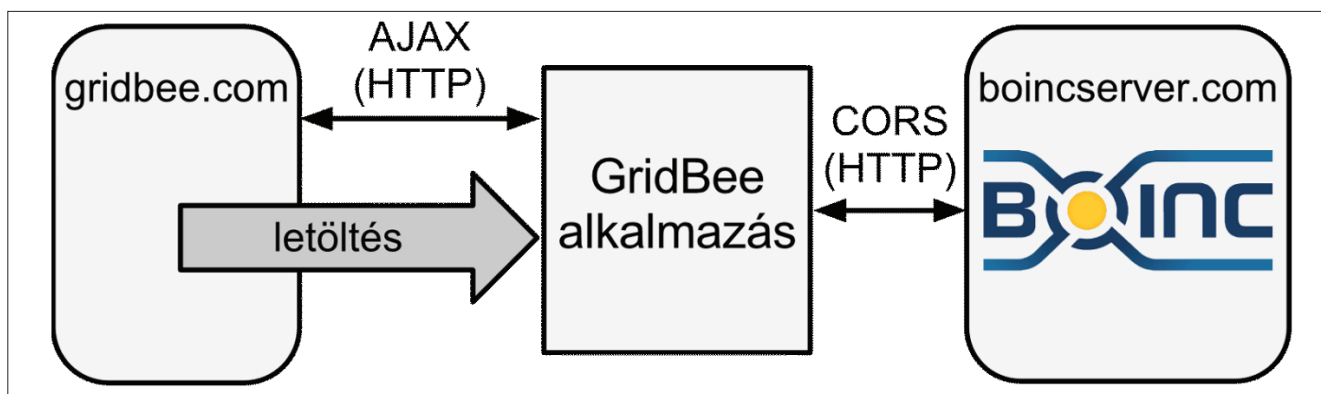 gridbee.com
AJAX
(HTTP)
letöltés
GridBee
alkalmazás
CORS
(HTTP)
boincserver.com
BOINC